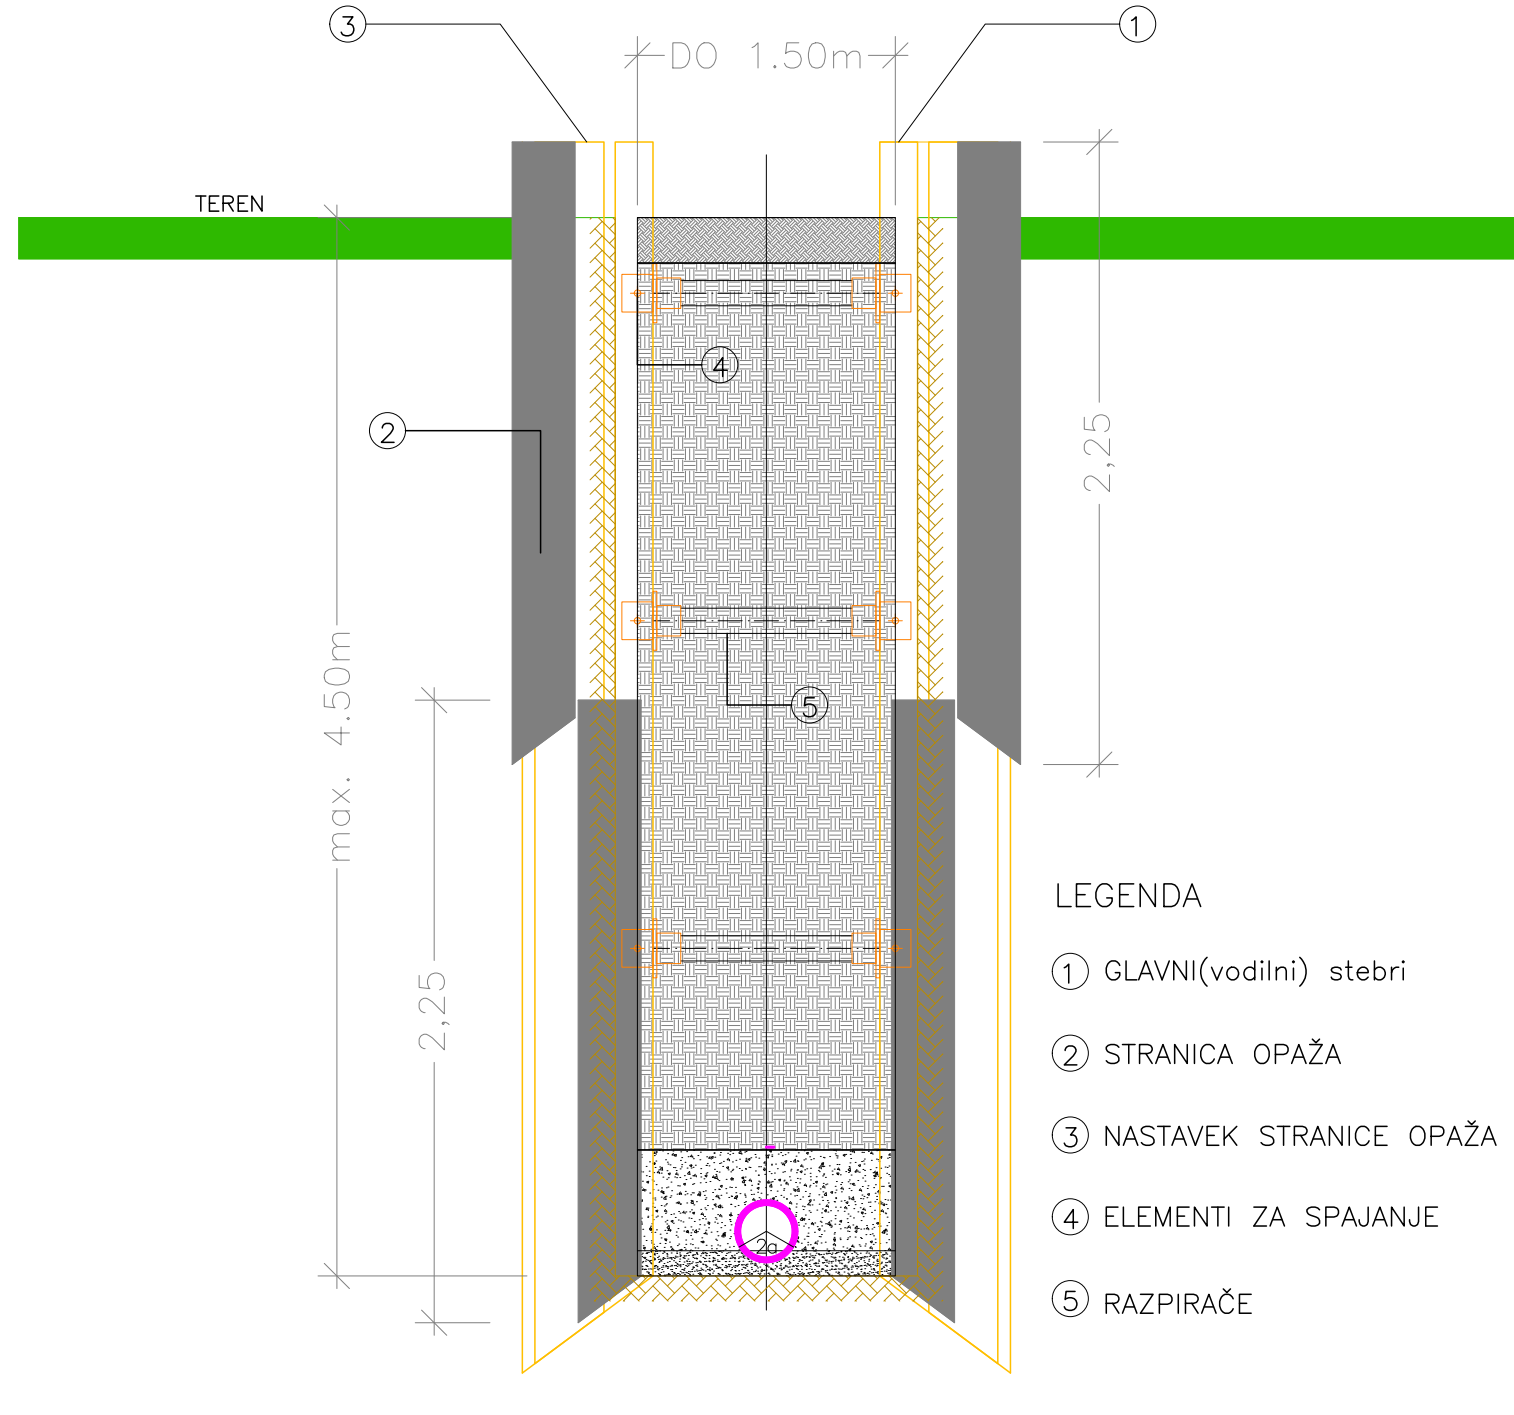 3
1
DO 1.50m
TEREN
4
2
2,25
max. 4.50m
5
2,25
2α
LEGENDA
1 GLAVNI(vodilni) stebri
2 STRANICA OPAŽA
3 NASTAVEK STRANICE OPAŽA
4 ELEMENTI ZA SPAJANJE
5 RAZPIRAČE